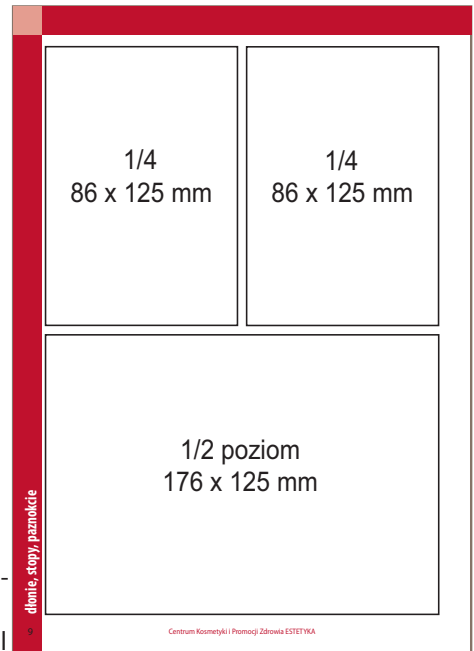 1/4
86 x 125 mm
1/4
86 x 125 mm
1/2 poziom
176 x 125 mm
dłonie, stopy, paznokcie
9
Centrum Kosmetyki i Promocji Zdrowia ESTETYKA